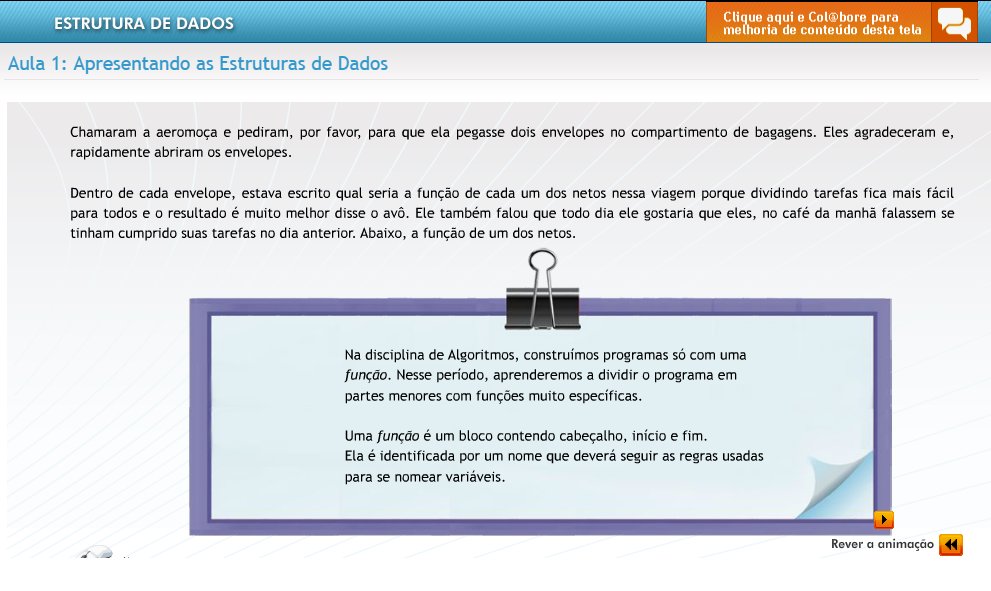 ESTRUTURA DE DADOS
Clique aqui e Col@bore para
melhoria de conteúdo desta tela
Aula 1: Apresentando as Estruturas de Dados
Chamaram a aeromoça e pediram, por favor, para que ela pegasse dois envelopes no compartimento de bagagens. Eles agradeceram e,
rapidamente abriram os envelopes.
Dentro de cada envelope, estava escrito qual seria a função de cada um dos netos nessa viagem porque dividindo tarefas fica mais fácil
para todos e o resultado é muito melhor disse o avô. Ele também falou que todo dia ele gostaria que eles, no café da manhã falassem se
tinham cumprido suas tarefas no dia anterior. Abaixo, a função de um dos netos.
Na disciplina de Algoritmos, construímos programas só com uma
função. Nesse período, aprenderemos a dividir o programa em
partes menores com funções muito específicas.
Uma função é um bloco contendo cabeçalho, início e fim.
Ela é identificada por um nome que deverá seguir as regras usadas
para se nomear variáveis.
Rever a animação